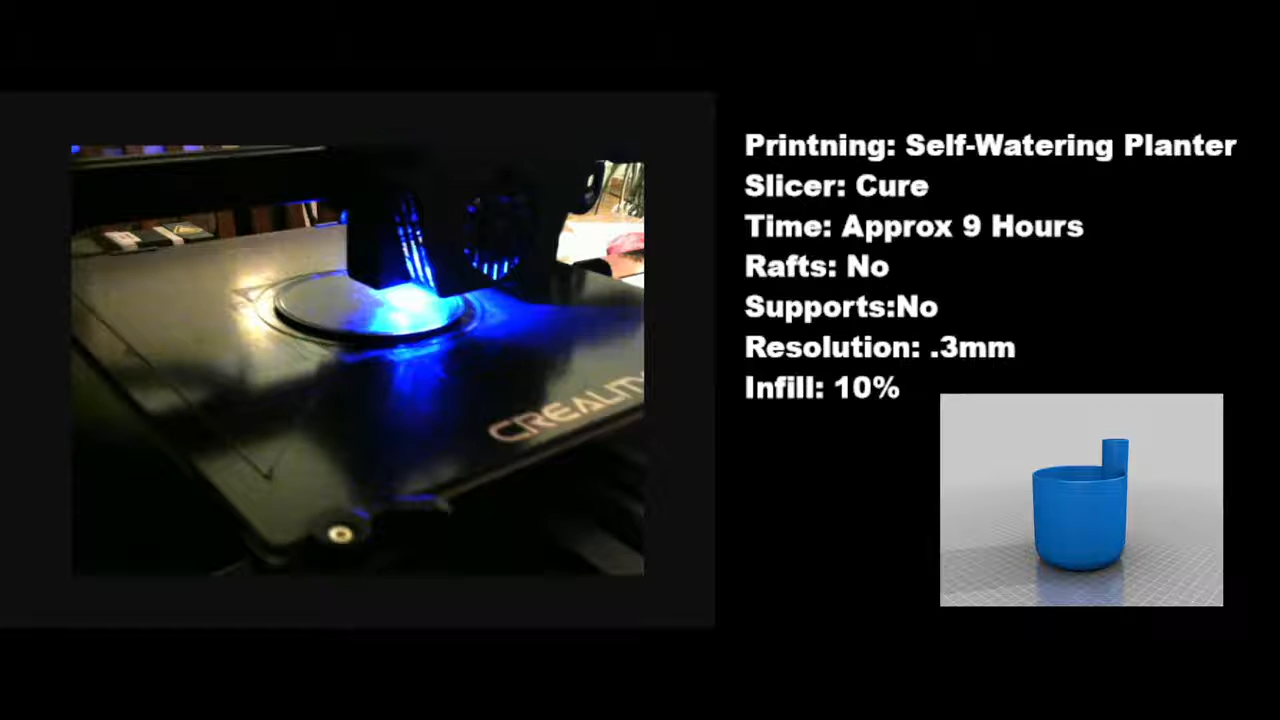 Printning: Self-Watering Planter
Slicer: Cure
Time: Approx 9 Hours
Rafts: No
Supports:No
Resolution: .3mm
Infill: 10%
CREALITY